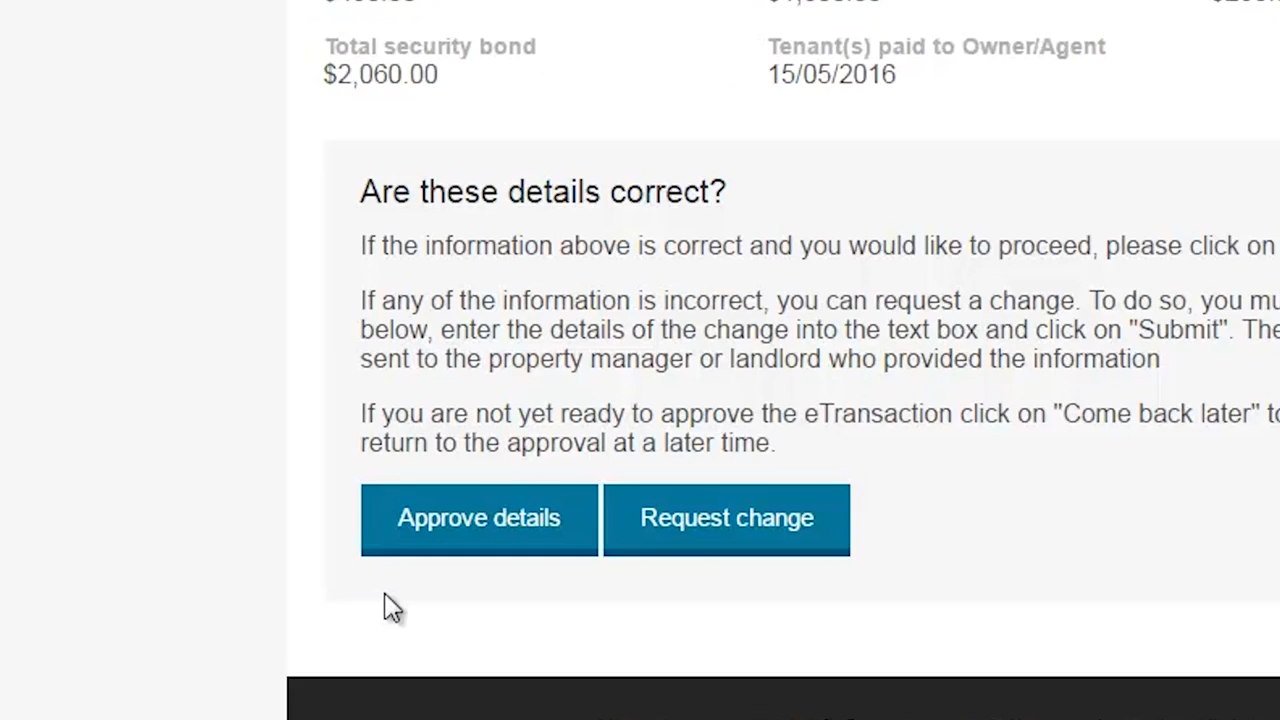 Total security bond
Tenant(s) paid to Owner/Agent
$2,060.00
15/05/2016
Are these details correct?
If the information above is correct and you would like to proceed, please click on
If any of the information is incorrect, you can request a change. To do so, you
below, enter the details of the change into the text box and click on "Submit". The
sent to the property manager or landlord who provided the information
If you are not yet ready to approve the eTransaction click on "Come back later"
return to the approval at a later time.
Approve details
Request change